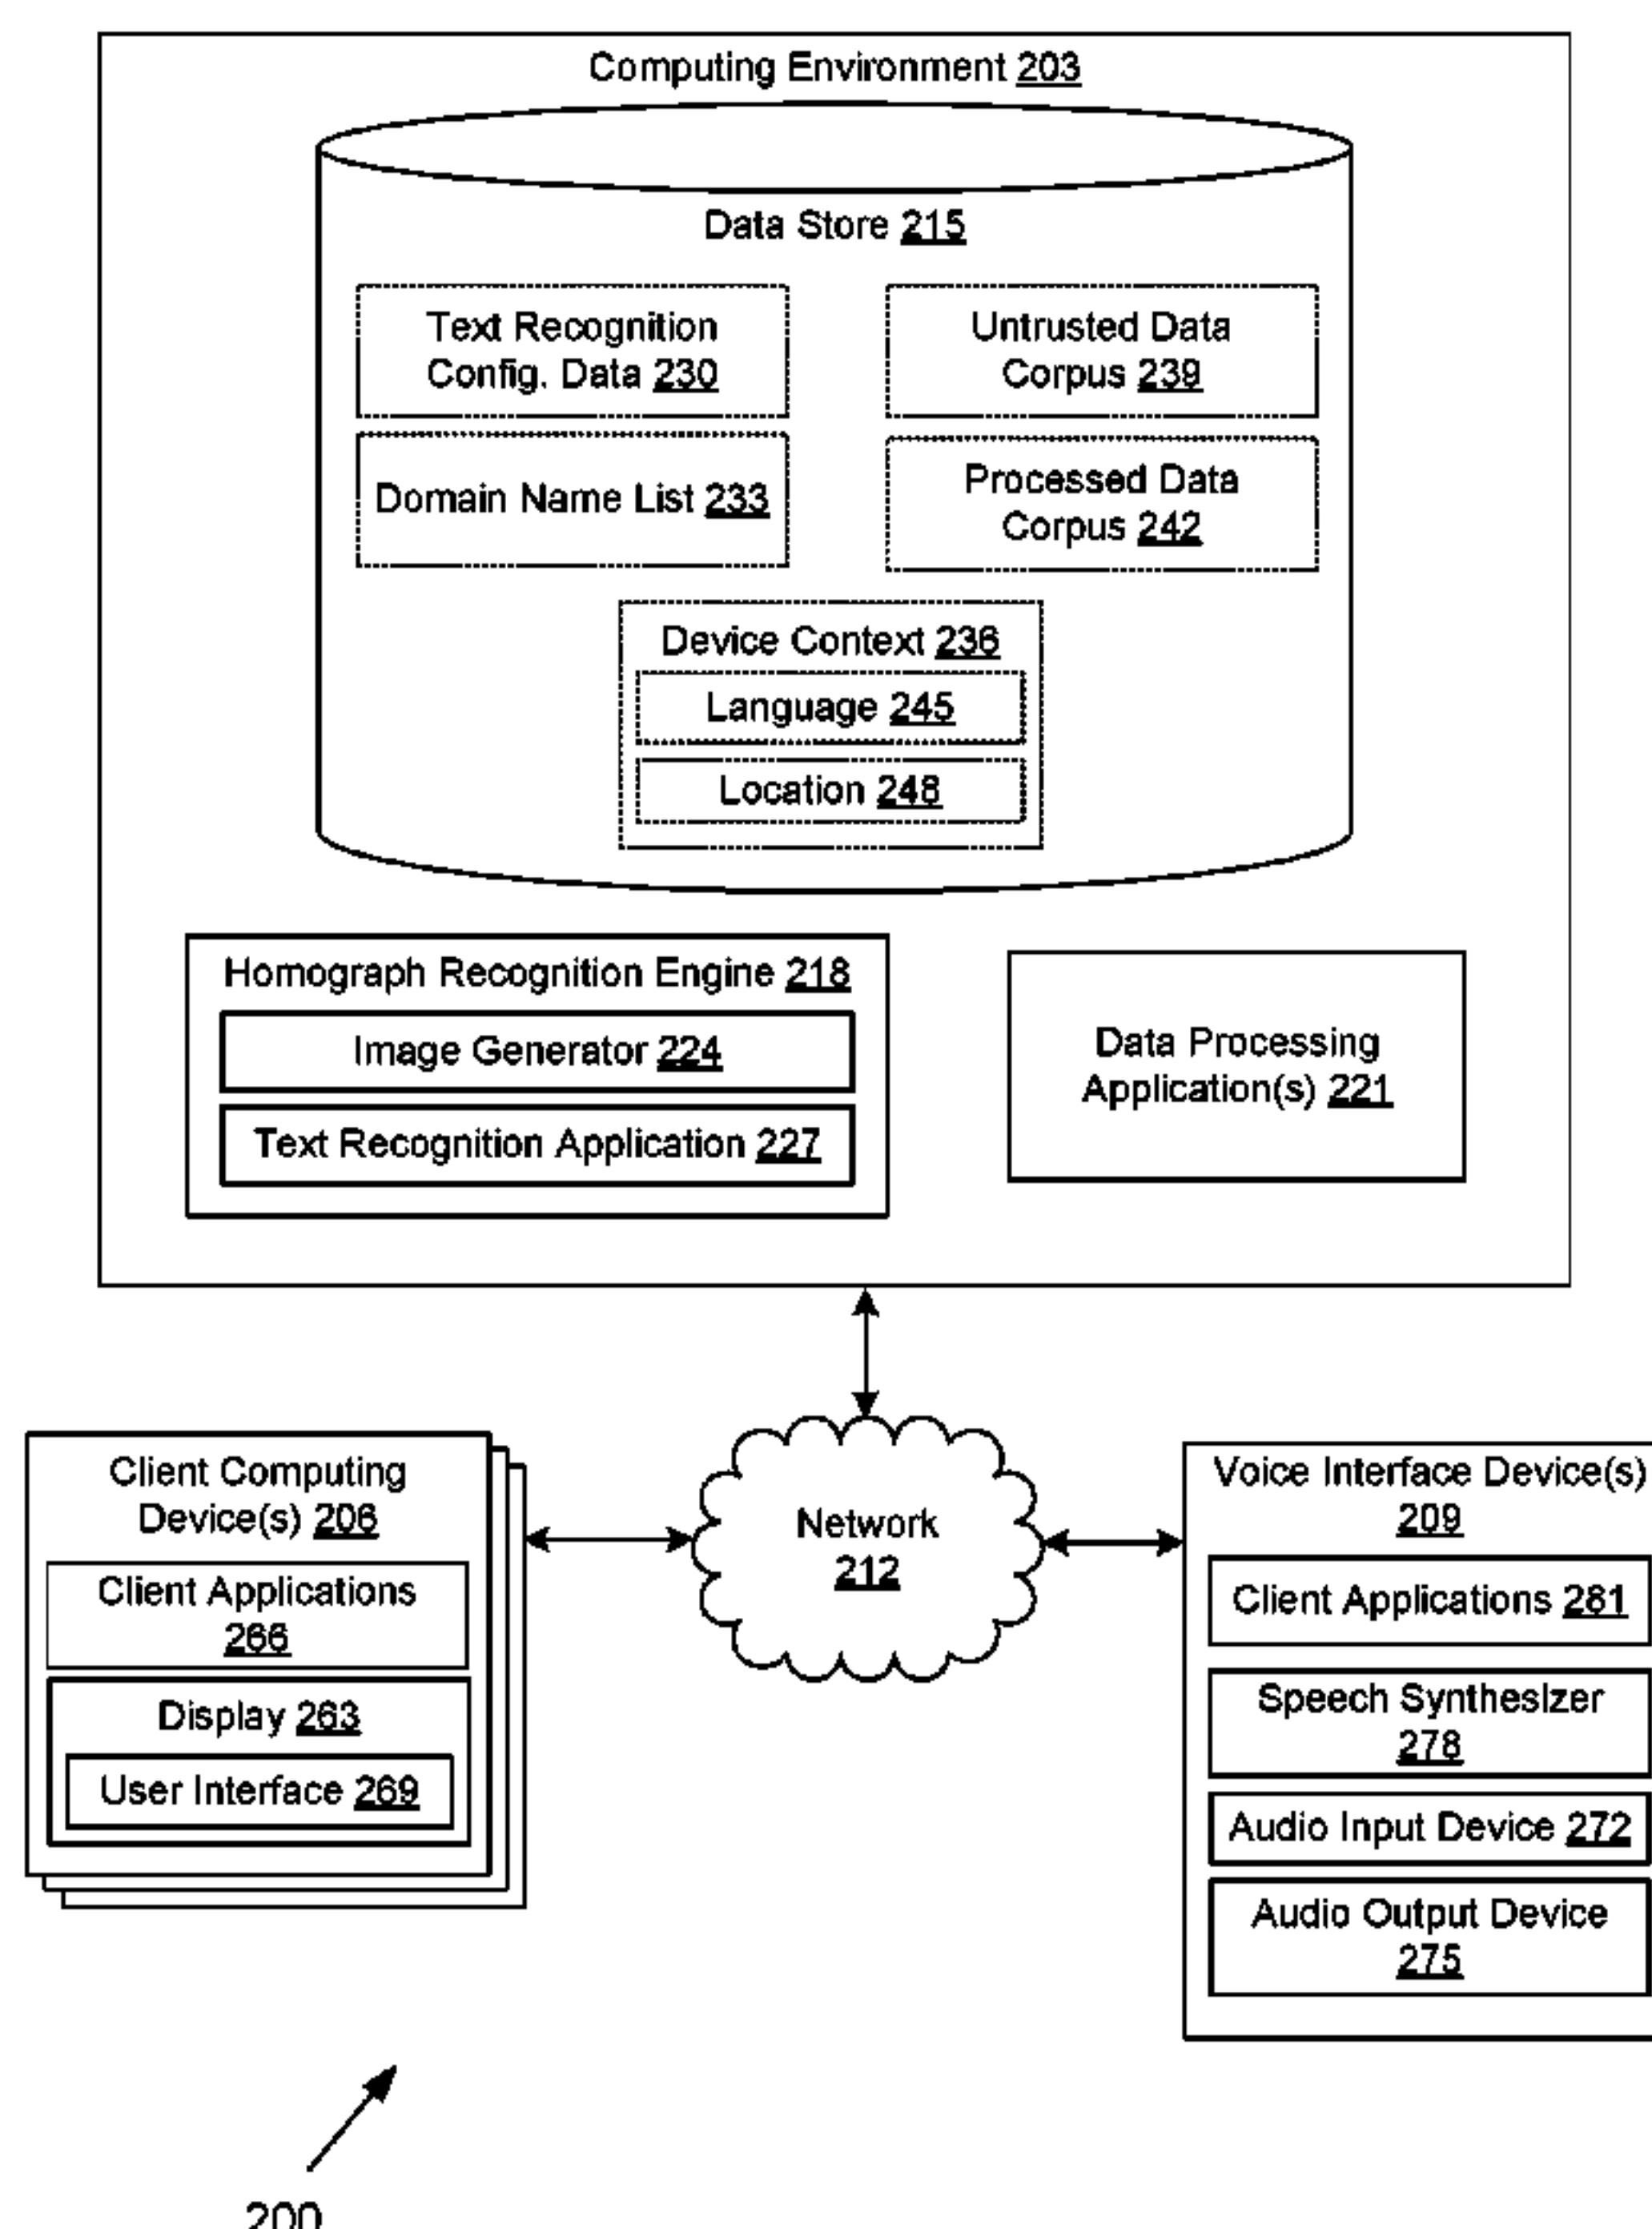 Computing Environment 203
Data Store 215
Text Recognition
Config. Data 230
Untrusted Data
Corpus 239
Domain Name List 233
Processed Data
Corpus 242
Device Context 236
Language 245
Location 248
Homograph Recognition Engine 218
Image Generator 224
Text Recognition Application 227
Data Processing
Application(s) 221
Client Computing
Device(s) 206
Client Applications
266
Display 263
User Interface 269
Network
212
Voice Interface Device(s)
209
Client Applications 281
Speech Synthesizer
278
Audio Input Device 272
Audio Output Device
275
200